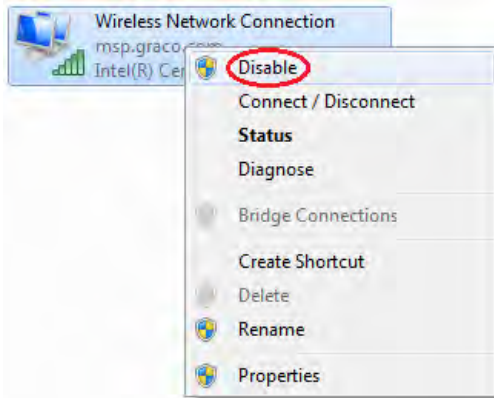 Wireless Network Connection
msp.graco.com
Intel(R) Cer
Disable
Connect / Disconnect
Status
Diagnose
Bridge Connections
Create Shortcut
Delete
Rename
Properties